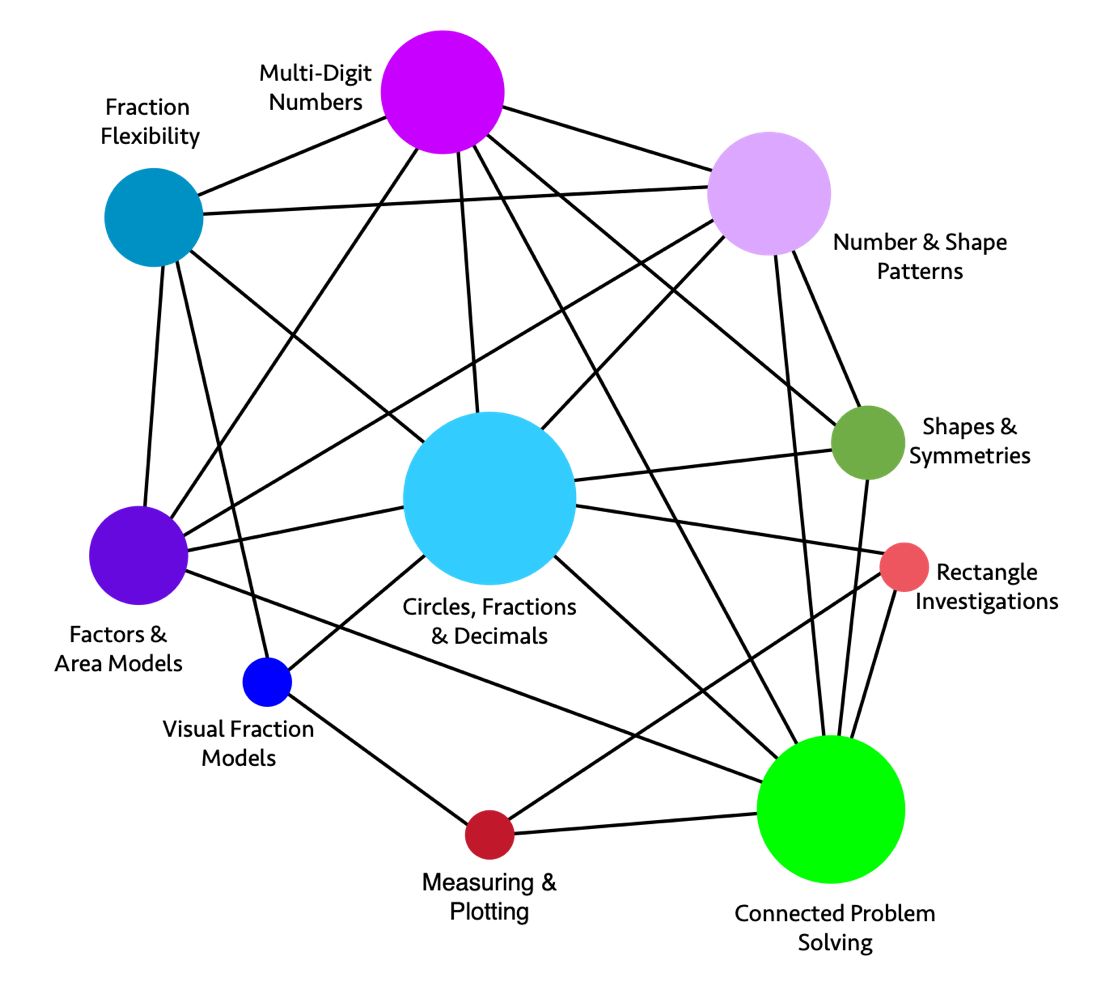 Multi-Digit
Numbers
Fraction
Flexibility
Number & Shape
Patterns
Shapes &
Symmetries
Rectangle
Investigations
Circles, Fractions
& Decimals
Factors &
Area Models
Visual Fraction
Models
Measuring &
Plotting
Connected Problem
Solving